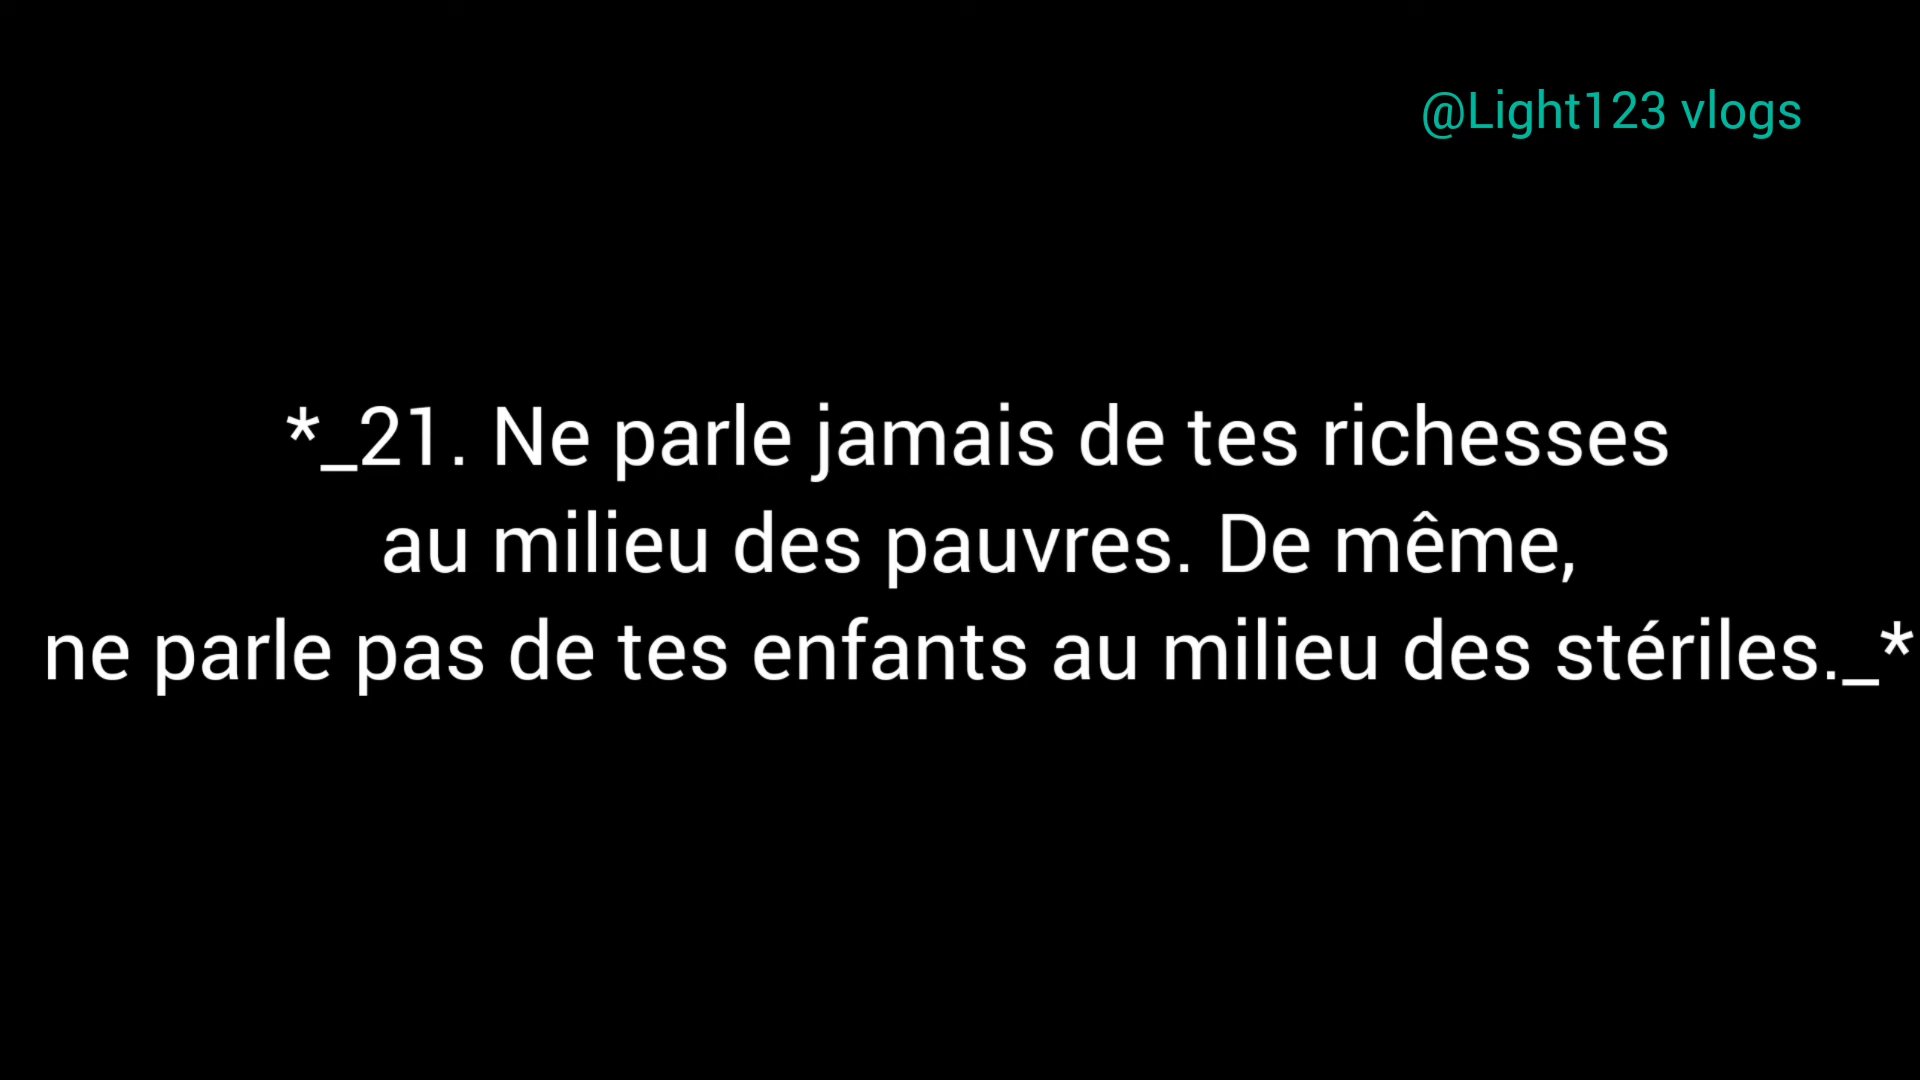 @Light123 vlogs
*_21. Ne parle jamais de tes richesses
au milieu des pauvres. De même,
ne parle pas de tes enfants au milieu des stériles._*